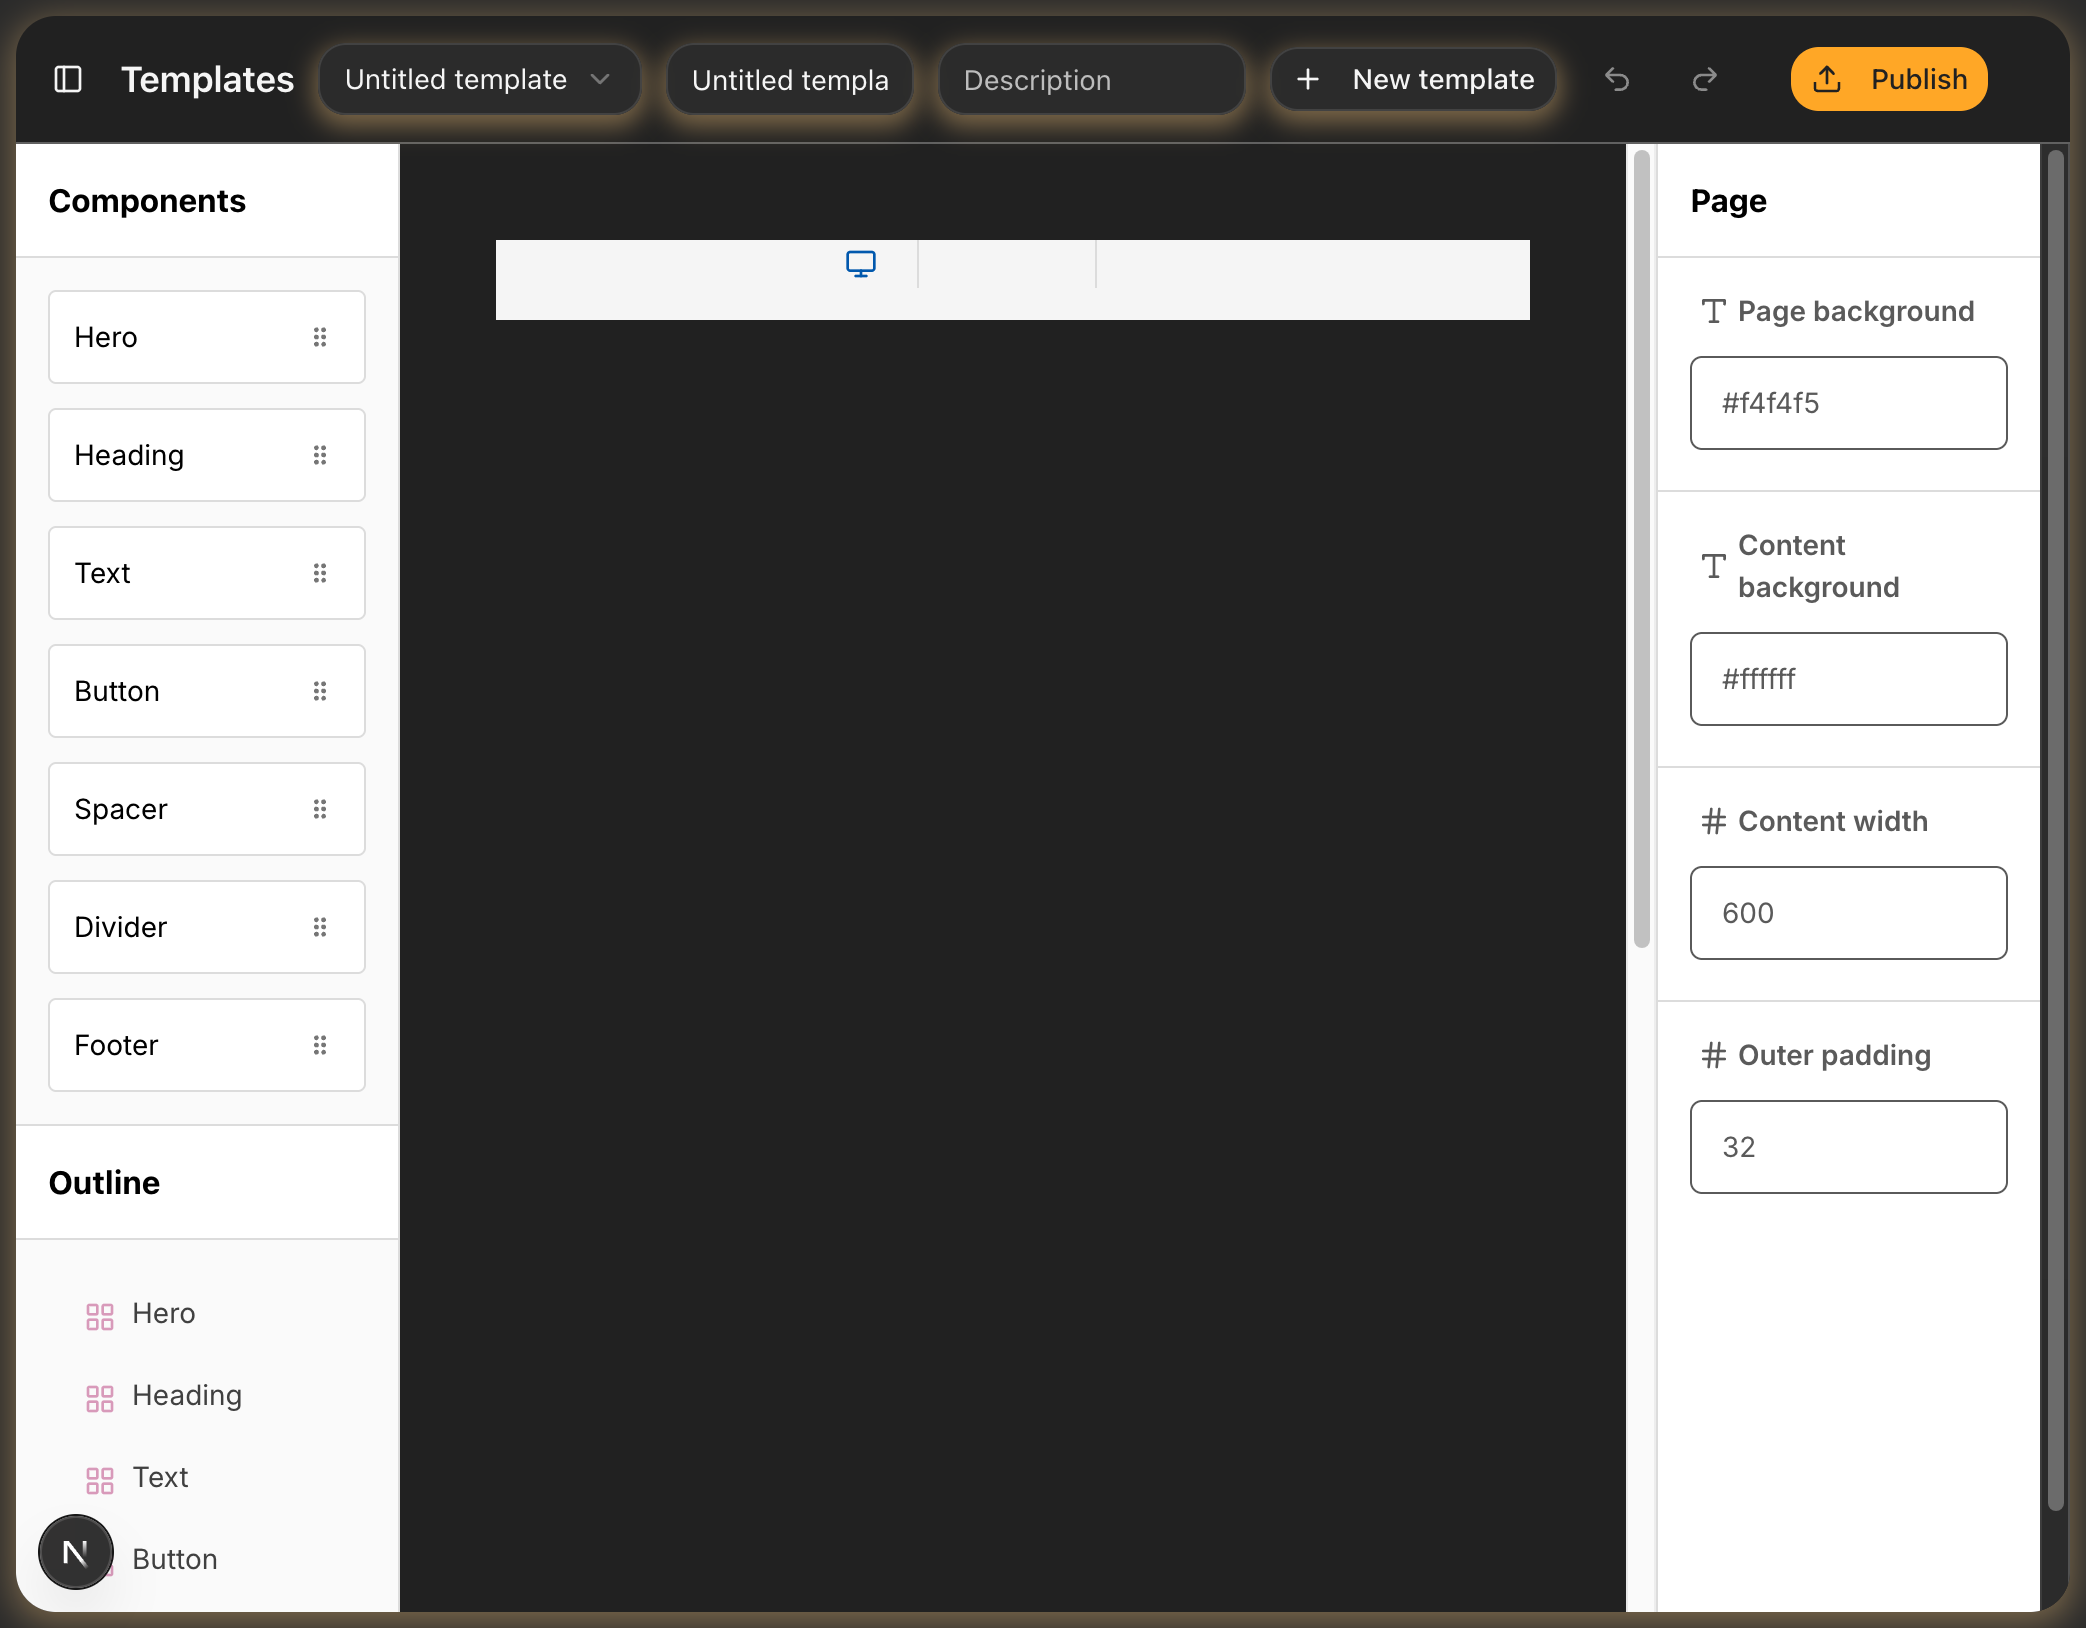 Templates
Untitled template
Untitled templa
Description
New template
Publish
Components
Hero
Heading
Text
Button
Spacer
Divider
Footer
Outline
Hero
Heading
Text
Button
N
Page
Page background
#f4f4f5
Content
background
#ffffff
Content width
600
Outer padding
32